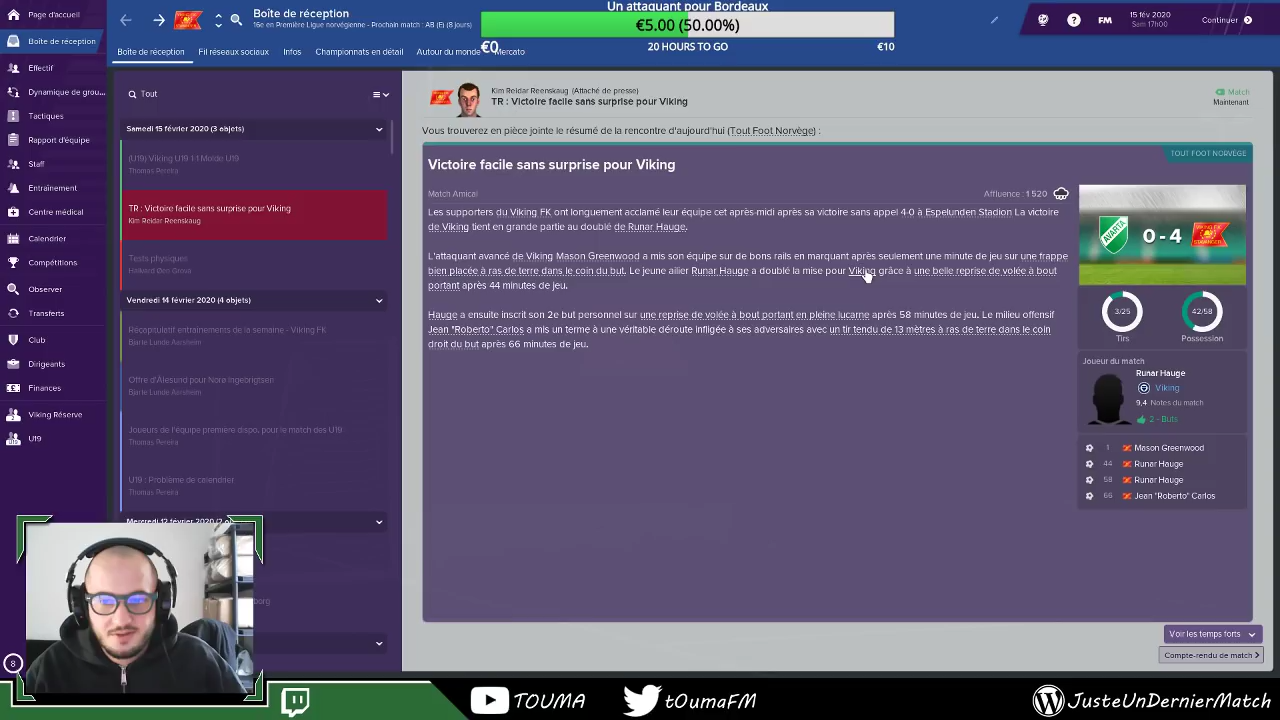 Un attaquant pour Bordeaux
€5.00 (50.00%)
€0
20 HOURS TO GO
€10
Boîte de réception
16e en Première Ligue norvégienne - Prochain match : AB (E) (8 jours)
FM
15 fév 2020
Sam 17h00
Continuer
Boîte de réception
Fil réseaux sociaux
Infos
Championnats en détail
Autour du monde
Mercato
Page d'accueil
Boîte de réception
Effectif
Dynamique de grou...
Tactiques
Rapport d'équipe
Staff
Entraînement
Centre médical
Calendrier
Compétitions
Observer
Transferts
Club
Dirigeants
Finances
Viking Réserve
U19
8
Tout
Samedi 15 février 2020 (3 objets)
(U19) Viking U19 1-1 Molde U19
Thomas Pereira
TR : Victoire facile sans surprise pour Viking
Kim Reidar Reenskaug
Tests physiques
Vendredi 14 février 2020 (4 objets)
Récapitulatif entraînements de la semaine - Viking FK
Bjarte Lunde Aarsheim
Offre d'Ålesund pour Nore Ingebrigtsen
Bjarte Lunde Aarsheim
Joueurs de l'équipe première dispo. pour le match des U19
Thomas Pereira
U19 : Problème de calendrier
Thomas Pereira
Mercredi 12 février 2020 (2 o
borg
Kim Reidar Reenskaug (Attaché de presse)
TR : Victoire facile sans surprise pour Viking
Match
Maintenant
Vous trouverez en pièce jointe le résumé de la rencontre d'aujourd'hui (Tout Foot Norvège) :
TOUT FOOT NORVÈGE
Victoire facile sans surprise pour Viking
Match Amical
Affluence : 1 520
Les supporters du Viking FK ont longuement acclamé leur équipe cet après-midi après sa victoire sans appel 4-0 à Espelunden Stadion La victoire
de Viking tient en grande partie au doublé de Runar Hauge.
L'attaquant avancé de Viking Mason Greenwood a mis son équipe sur de bons rails en marquant après seulement une minute de jeu sur une frappe
bien placée à ras de terre dans le coin du but. Le jeune ailier Runar Hauge a doublé la mise pour Viking grâce à une belle reprise de volée à bout
portant après 44 minutes de jeu.
Hauge a ensuite inscrit son 2e but personnel sur une reprise de volée à bout portant en pleine lucarne après 58 minutes de jeu. Le milieu offensif
Jean "Roberto" Carlos a mis un terme à une véritable déroute infligée à ses adversaires avec un tir tendu de 13 mètres à ras de terre dans le coin
droit du but après 66 minutes de jeu.
AVARTA
0 - 4
3/25
42/58
Tirs
Possession
Joueur du match
Runar Hauge
Viking
9,4 Notes du match
2 - Buts
1 Mason Greenwood
44 Runar Hauge
58 Runar Hauge
66 Jean "Roberto" Carlos
Voir les temps forts
Compte-rendu de match
TOUMA
tOumaFM
JusteUnDernierMatch